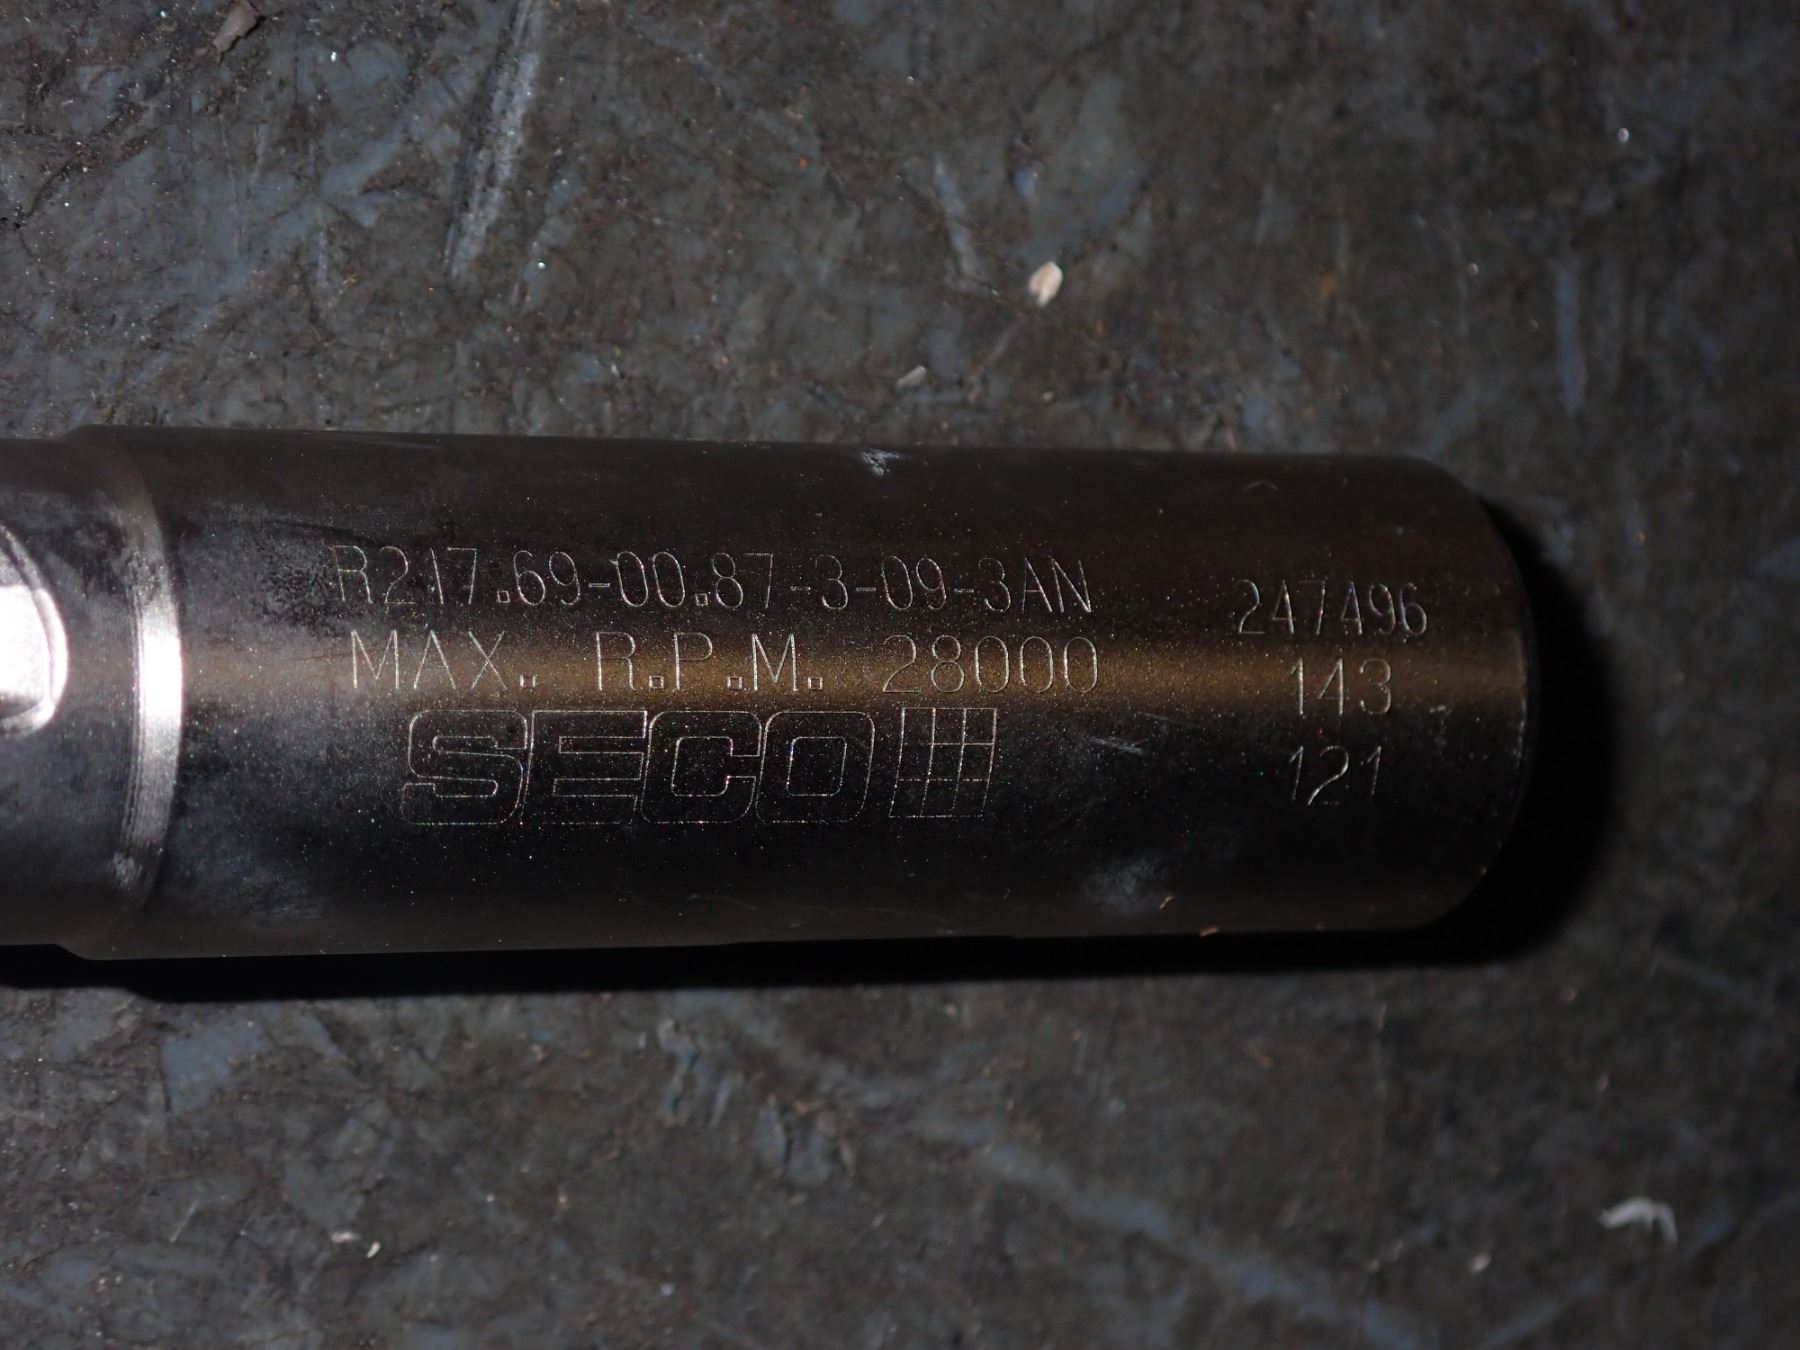 R217.69-00.87-3-09-3AN
MAX. R.P.M. 28000
SECO
247496
143
121